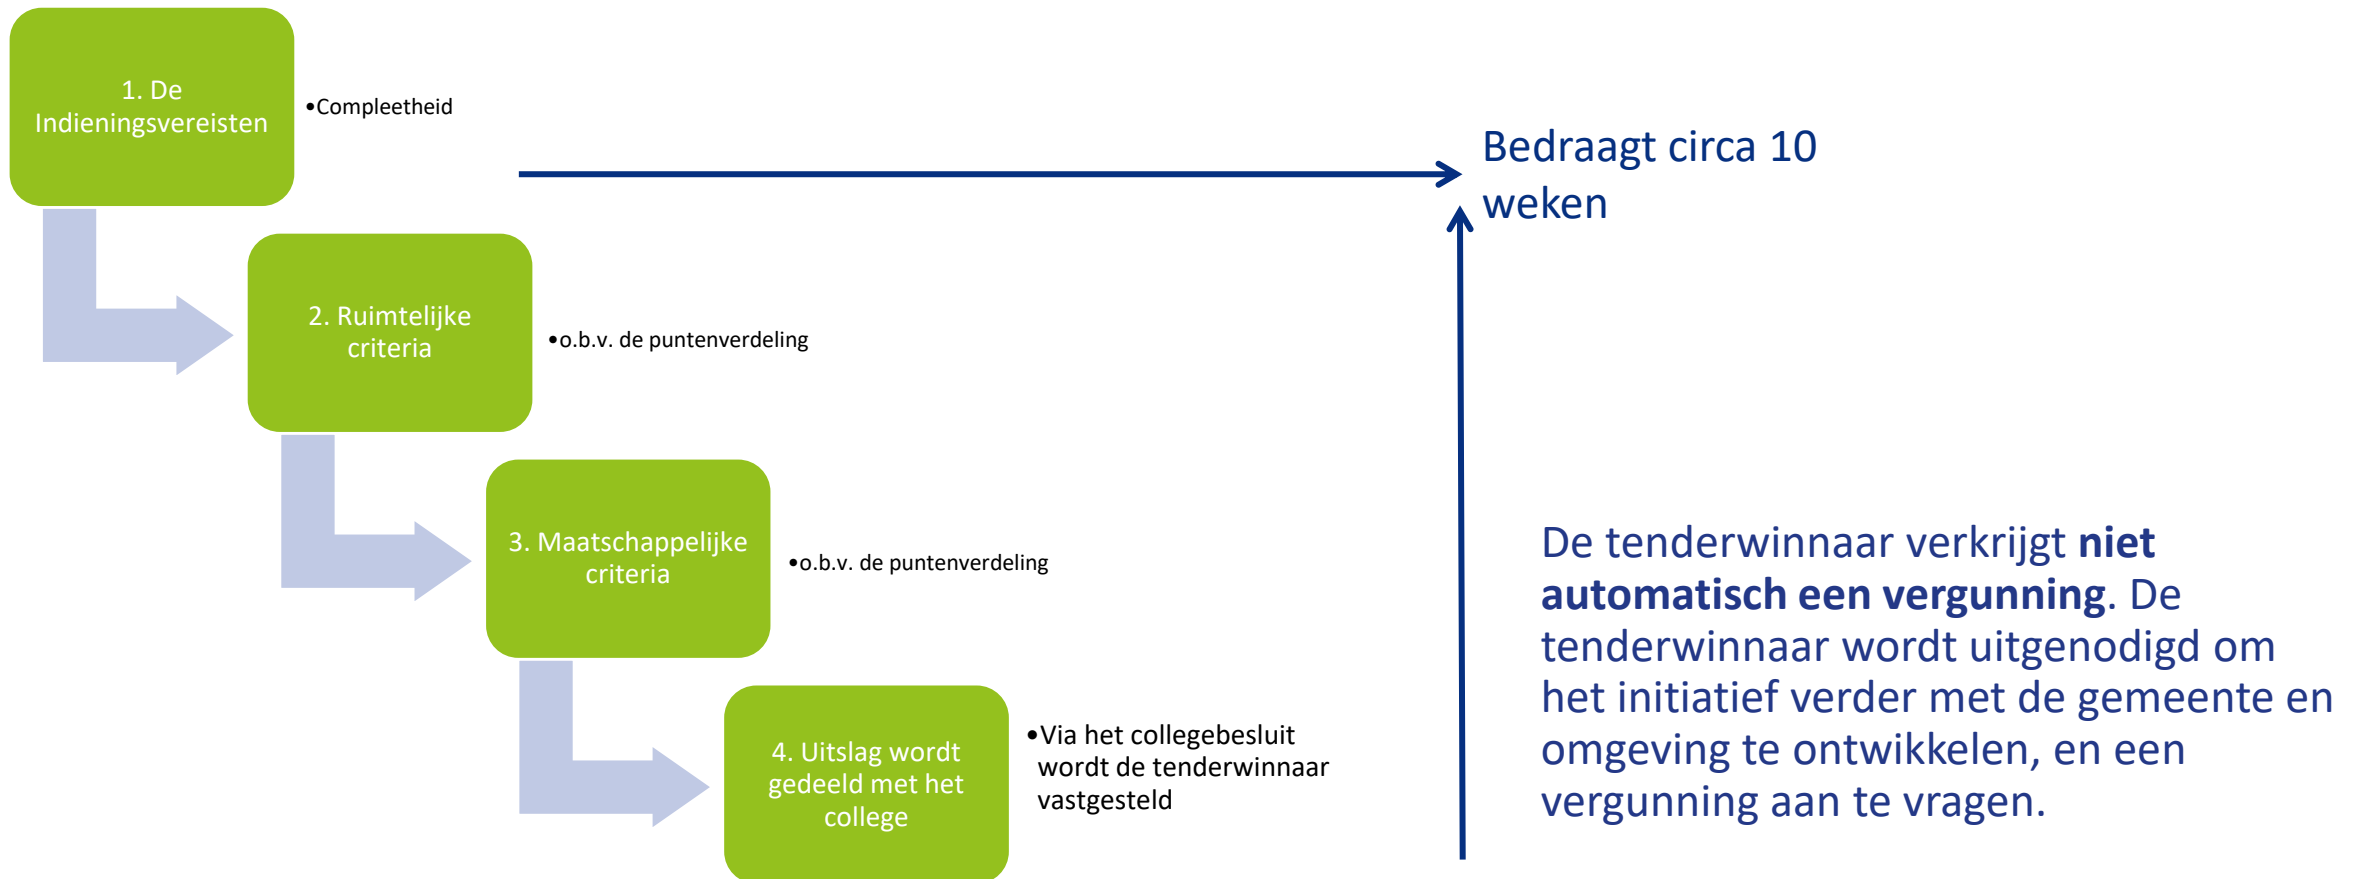 1. De
Indieningsvereisten
•Compleetheid
Bedraagt circa 10
weken
2. Ruimtelijke
criteria
•o.b.v. de puntenverdeling
3. Maatschappelijke
criteria
•o.b.v. de puntenverdeling
4. Uitslag wordt
gedeeld met het
college
•Via het collegebesluit
wordt de tenderwinnaar
vastgesteld
De tenderwinnaar verkrijgt niet
automatisch een vergunning. De
tenderwinnaar wordt uitgenodigd om
het initiatief verder met de gemeente en
omgeving te ontwikkelen, en een
vergunning aan te vragen.